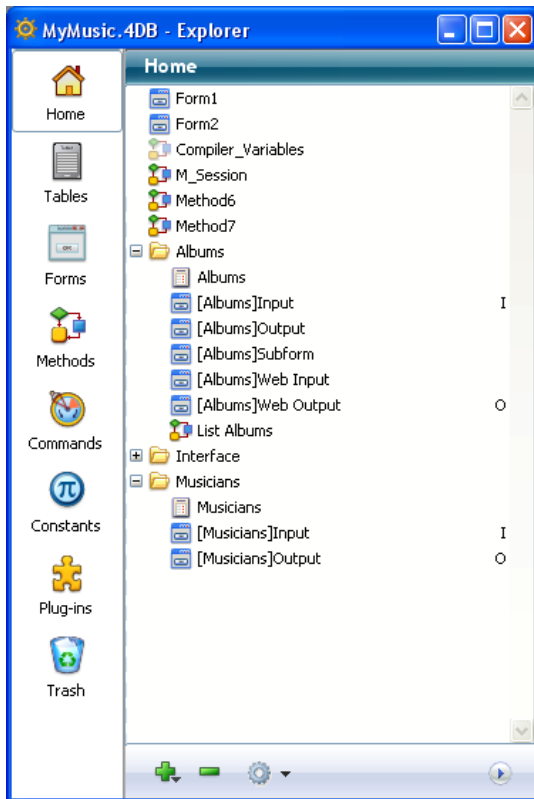 MyMusic.4DB - Explorer
Home
Home
Tables
Forms
Methods
Commands
Constants
Plug-ins
Trash
Form1
Form2
Compiler_Variables
M_Session
Method6
Method7
Albums
Albums
[Albums]Input I
[Albums]Output
[Albums]Subform
[Albums]Web Input
[Albums]Web Output O
List Albums
Interface
Musicians
Musicians
[Musicians]Input I
[Musicians]Output O